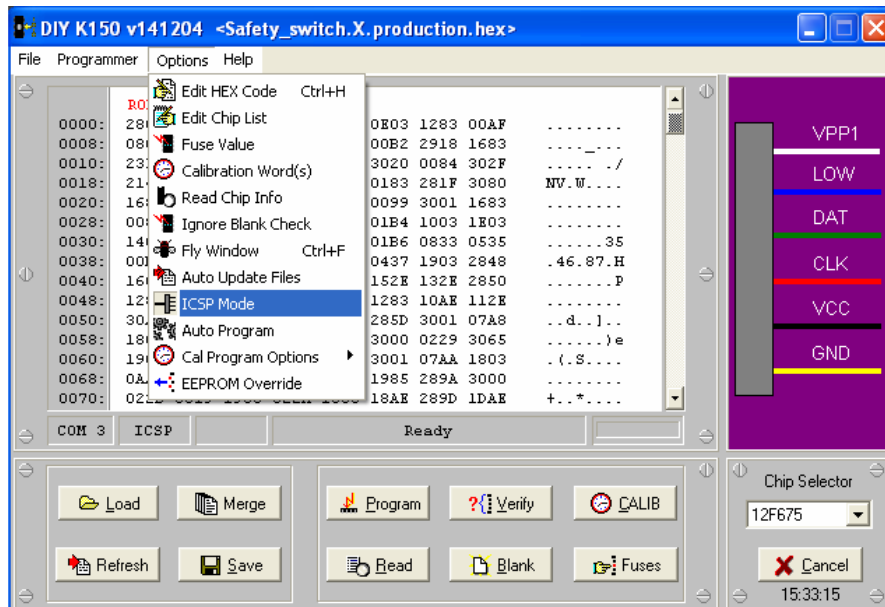 DIY K150 v141204 <Safety_switch.X.production.hex>
File Programmer Options Help
Edit HEX Code Ctrl+H
Edit Chip List
Fuse Value
Calibration Word(s)
Read Chip Info
Ignore Blank Check
Fly Window Ctrl+F
Auto Update Files
ICSP Mode
Auto Program
Cal Program Options
EEPROM Override
0000: 0E03 1283 00AF ........
0008: 00B2 2918 1683 ...._...
0010: 3020 0084 302F ..... ./
0018: 0183 281F 3080 NV.W....
0020: 0099 3001 1683 ........
0028: 01B4 1003 1E03 ........
0030: 01B6 0833 0535 ......35
0038: 0437 1903 2848 .46.87.H
0040: 152E 132E 2850 .......P
0048: 1283 10AE 112E ........
0050: 285D 3001 07A8 ..d..]..
0058: 3000 0229 3065 ......)e
0060: 3001 07AA 1803 .(.S....
0068: 1985 289A 3000 ........
0070: 18AE 289D 1DAE +..*....
COM 3 ICSP Ready
VPP1
LOW
DAT
CLK
VCC
GND
Load Merge Program Verify CALIB
Refresh Save Read Blank Fuses
Chip Selector
12F675
Cancel
15:33:15